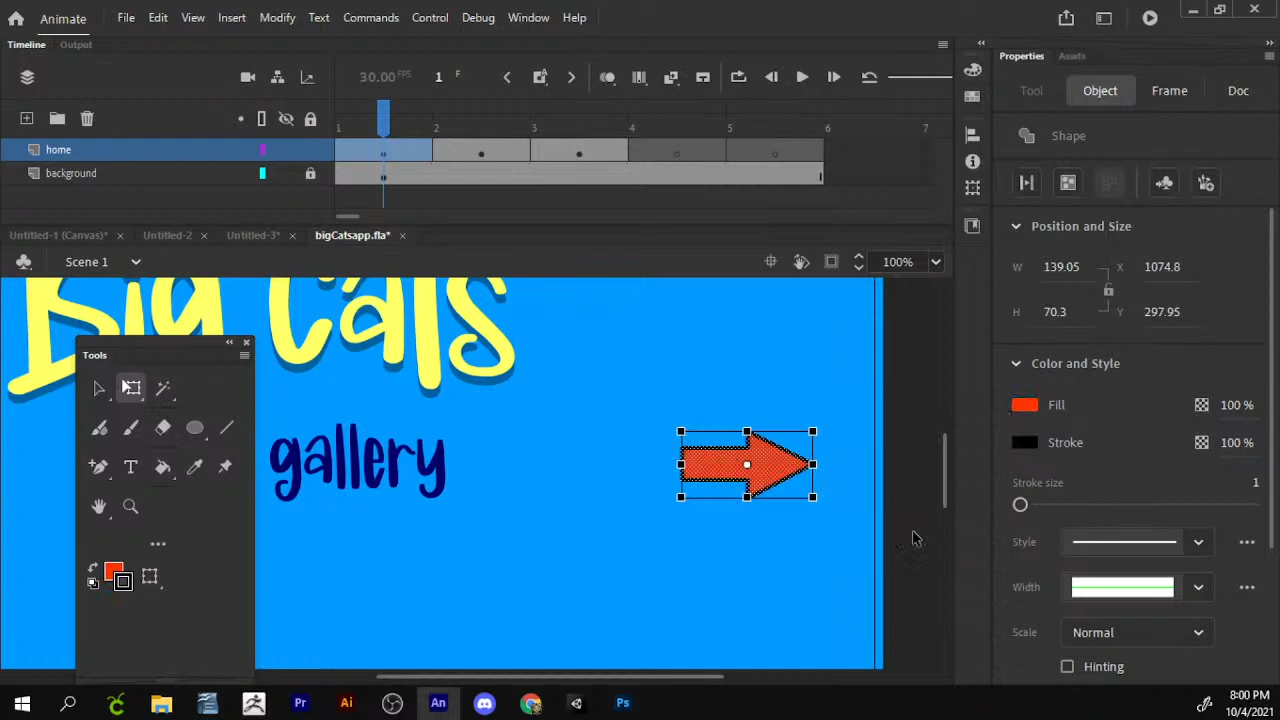 Animate File Edit View Insert Modify Text Commands Control Debug Window Help
Timeline Output
Properties Assets
30.00 FPS 1 F
Tool Object Frame Doc
1 2 3 4 5 6 7
Shape
home
background
Position and Size
Untitled-1 (Canvas)* Untitled-2 Untitled-3* bigCatsapp.fla*
Scene 1 100%
W 139.05 X 1074.8
H 70.3 Y 297.95
Big Cats
Tools
Color and Style
Fill 100 %
Stroke 100 %
gallery
Stroke size 1
Style
Width
Scale Normal
Hinting
Pr Ai An Ps
8:00 PM
10/4/2021